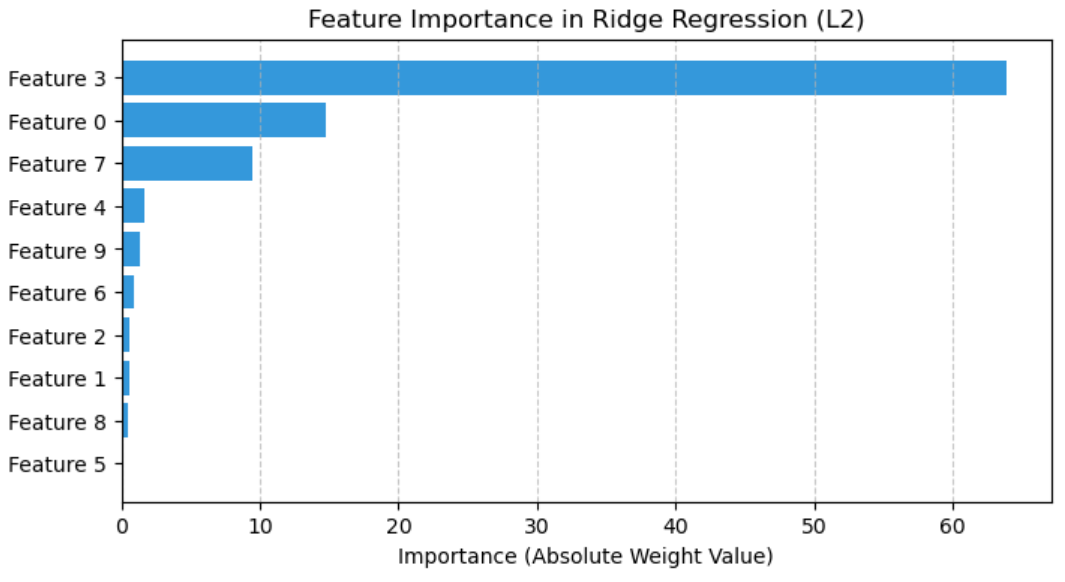 Feature Importance in Ridge Regression (L2)
Feature 3
Feature 0
Feature 7
Feature 4
Feature 9
Feature 6
Feature 2
Feature 1
Feature 8
Feature 5
0 10 20 30 40 50 60
Importance (Absolute Weight Value)